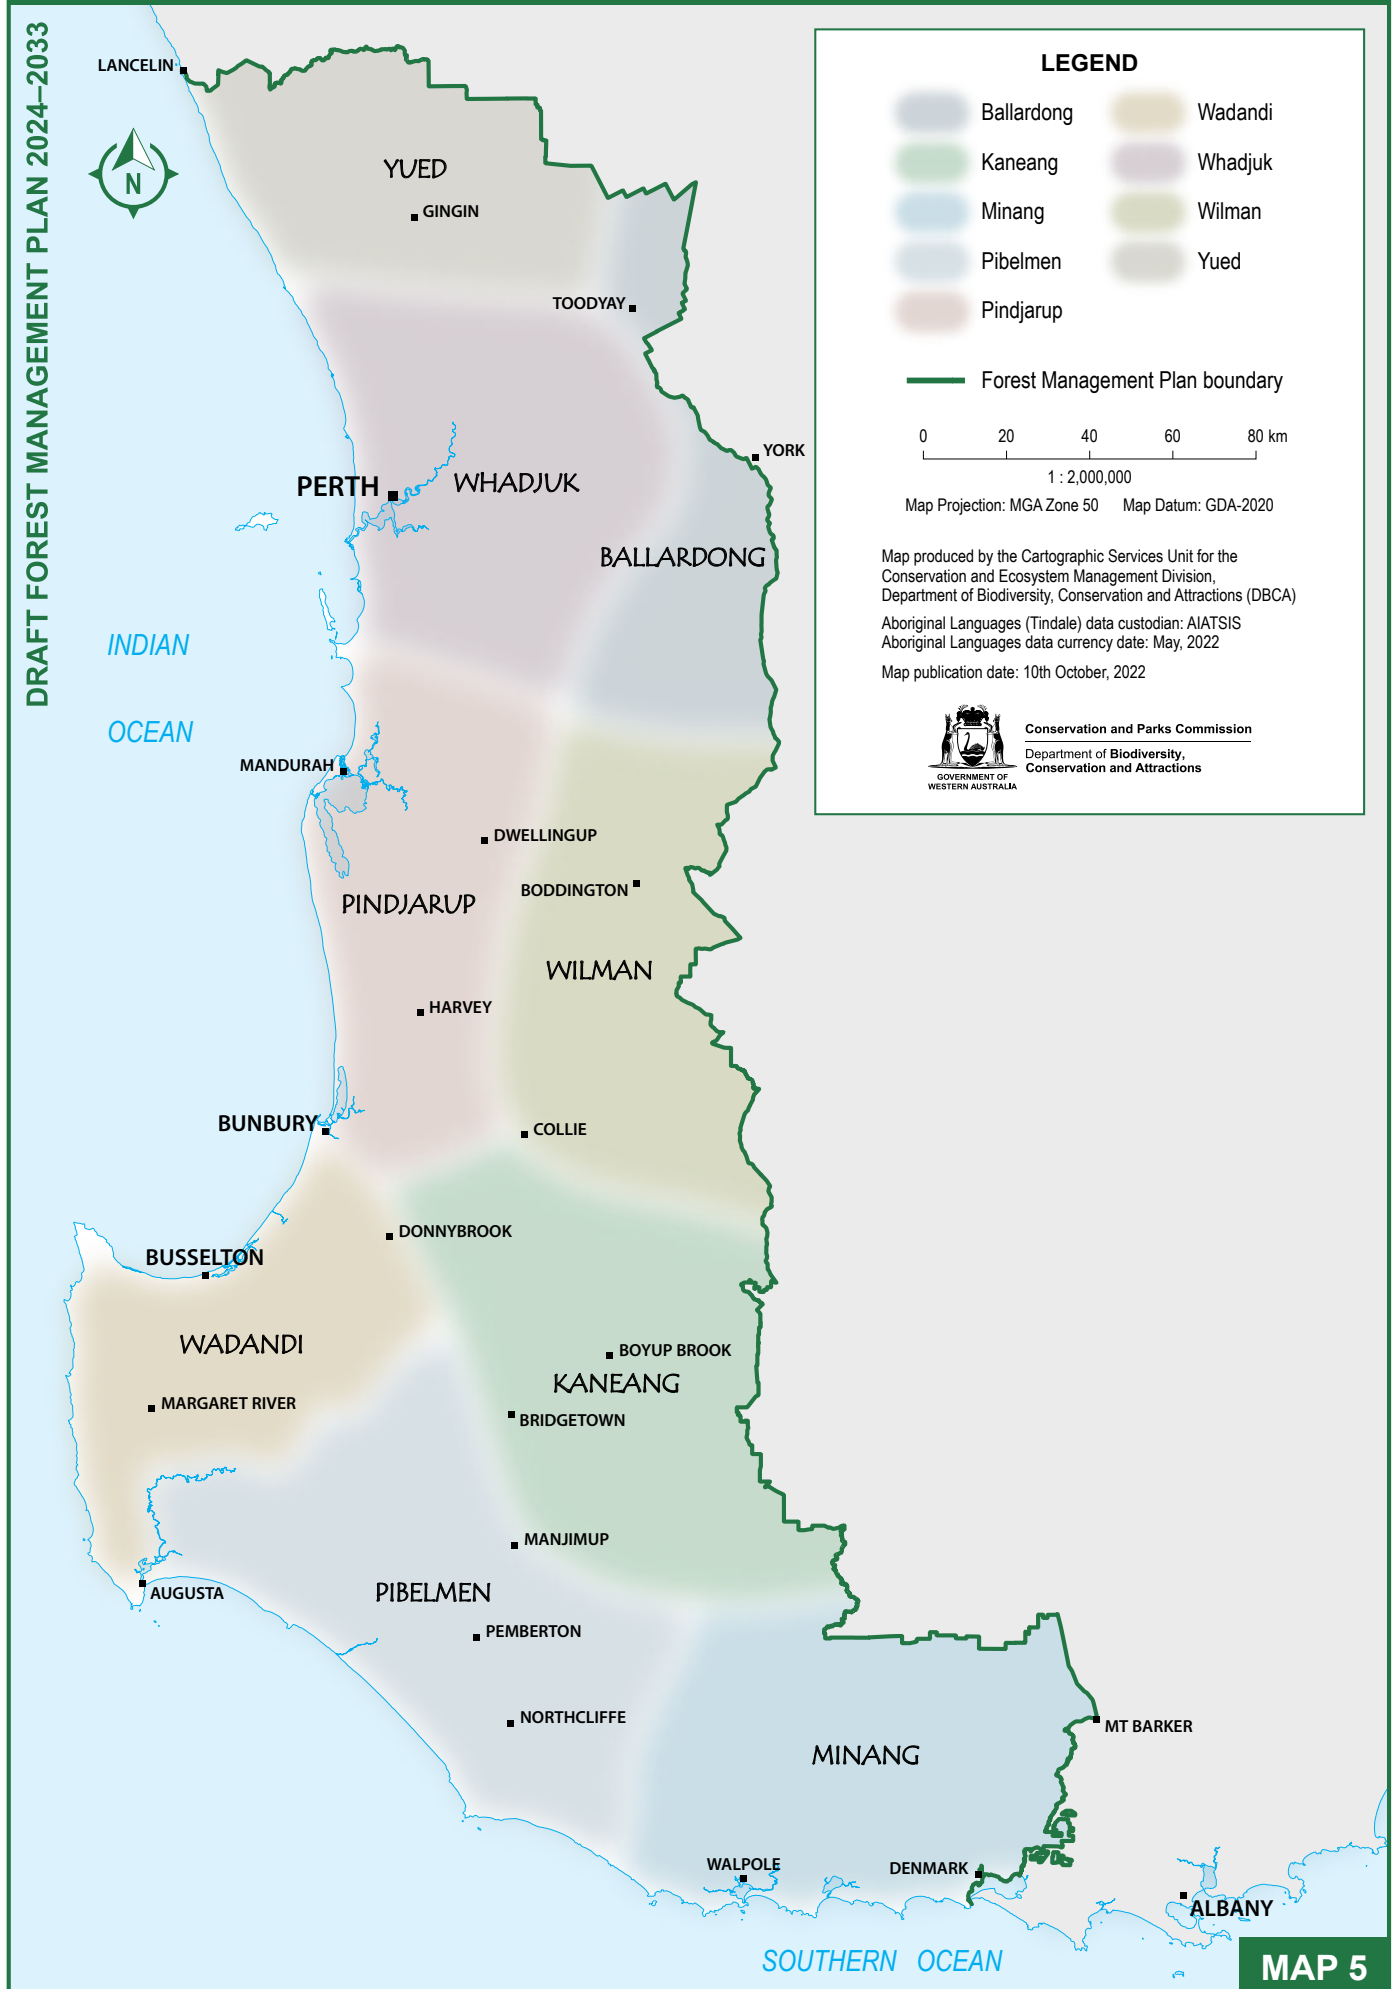 DRAFT FOREST MANAGEMENT PLAN 2024–2033
LANCELIN
N
YUED
GINGIN
TOODYAY
YORK
PERTH
WHADJUK
BALLARDONG
INDIAN
OCEAN
MANDURAH
DWELLINGUP
BODDINGTON
PINDJARUP
WILMAN
HARVEY
BUNBURY
COLLIE
DONNYBROOK
BUSSELTON
WADANDI
BOYUP BROOK
KANEANG
MARGARET RIVER
BRIDGETOWN
MANJIMUP
AUGUSTA
PIBELMEN
PEMBERTON
NORTHCLIFFE
MT BARKER
MINANG
WALPOLE
DENMARK
ALBANY
SOUTHERN OCEAN
LEGEND
Ballardong
Wadandi
Kaneang
Whadjuk
Minang
Wilman
Pibelmen
Yued
Pindjarup
Forest Management Plan boundary
0 20 40 60 80 km
1 : 2,000,000
Map Projection: MGA Zone 50 Map Datum: GDA-2020
Map produced by the Cartographic Services Unit for the
Conservation and Ecosystem Management Division,
Department of Biodiversity, Conservation and Attractions (DBCA)
Aboriginal Languages (Tindale) data custodian: AIATSIS
Aboriginal Languages data currency date: May, 2022
Map publication date: 10th October, 2022
GOVERNMENT OF
WESTERN AUSTRALIA
Conservation and Parks Commission
Department of Biodiversity,
Conservation and Attractions
MAP 5